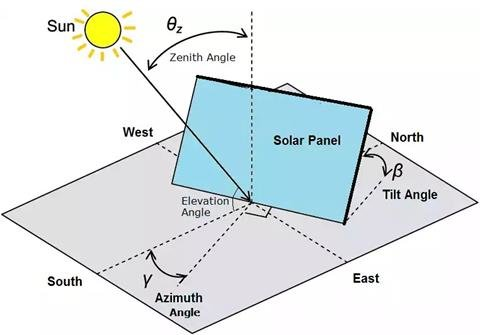 Sun
θz
Zenith Angle
West
Solar Panel
North
β
Tilt Angle
Elevation
Angle
South
γ
Azimuth
Angle
East